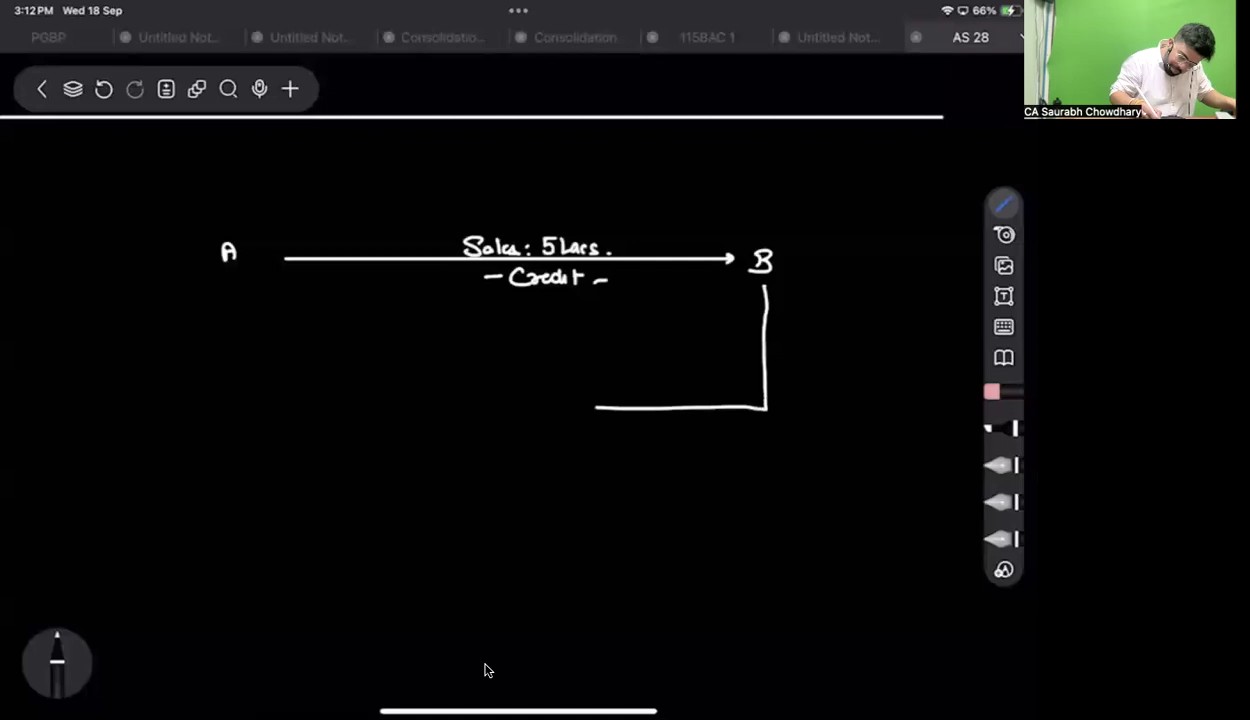 3:12 PM Wed 18 Sep
66%
PGBP
Untitled Not...
Untitled Not...
Consolidatio...
Consolidation
115BAC 1
Untitled Not...
AS 28
CA Saurabh Chowdhary
A
Sales: 5 Lacs.
B
- Credit -